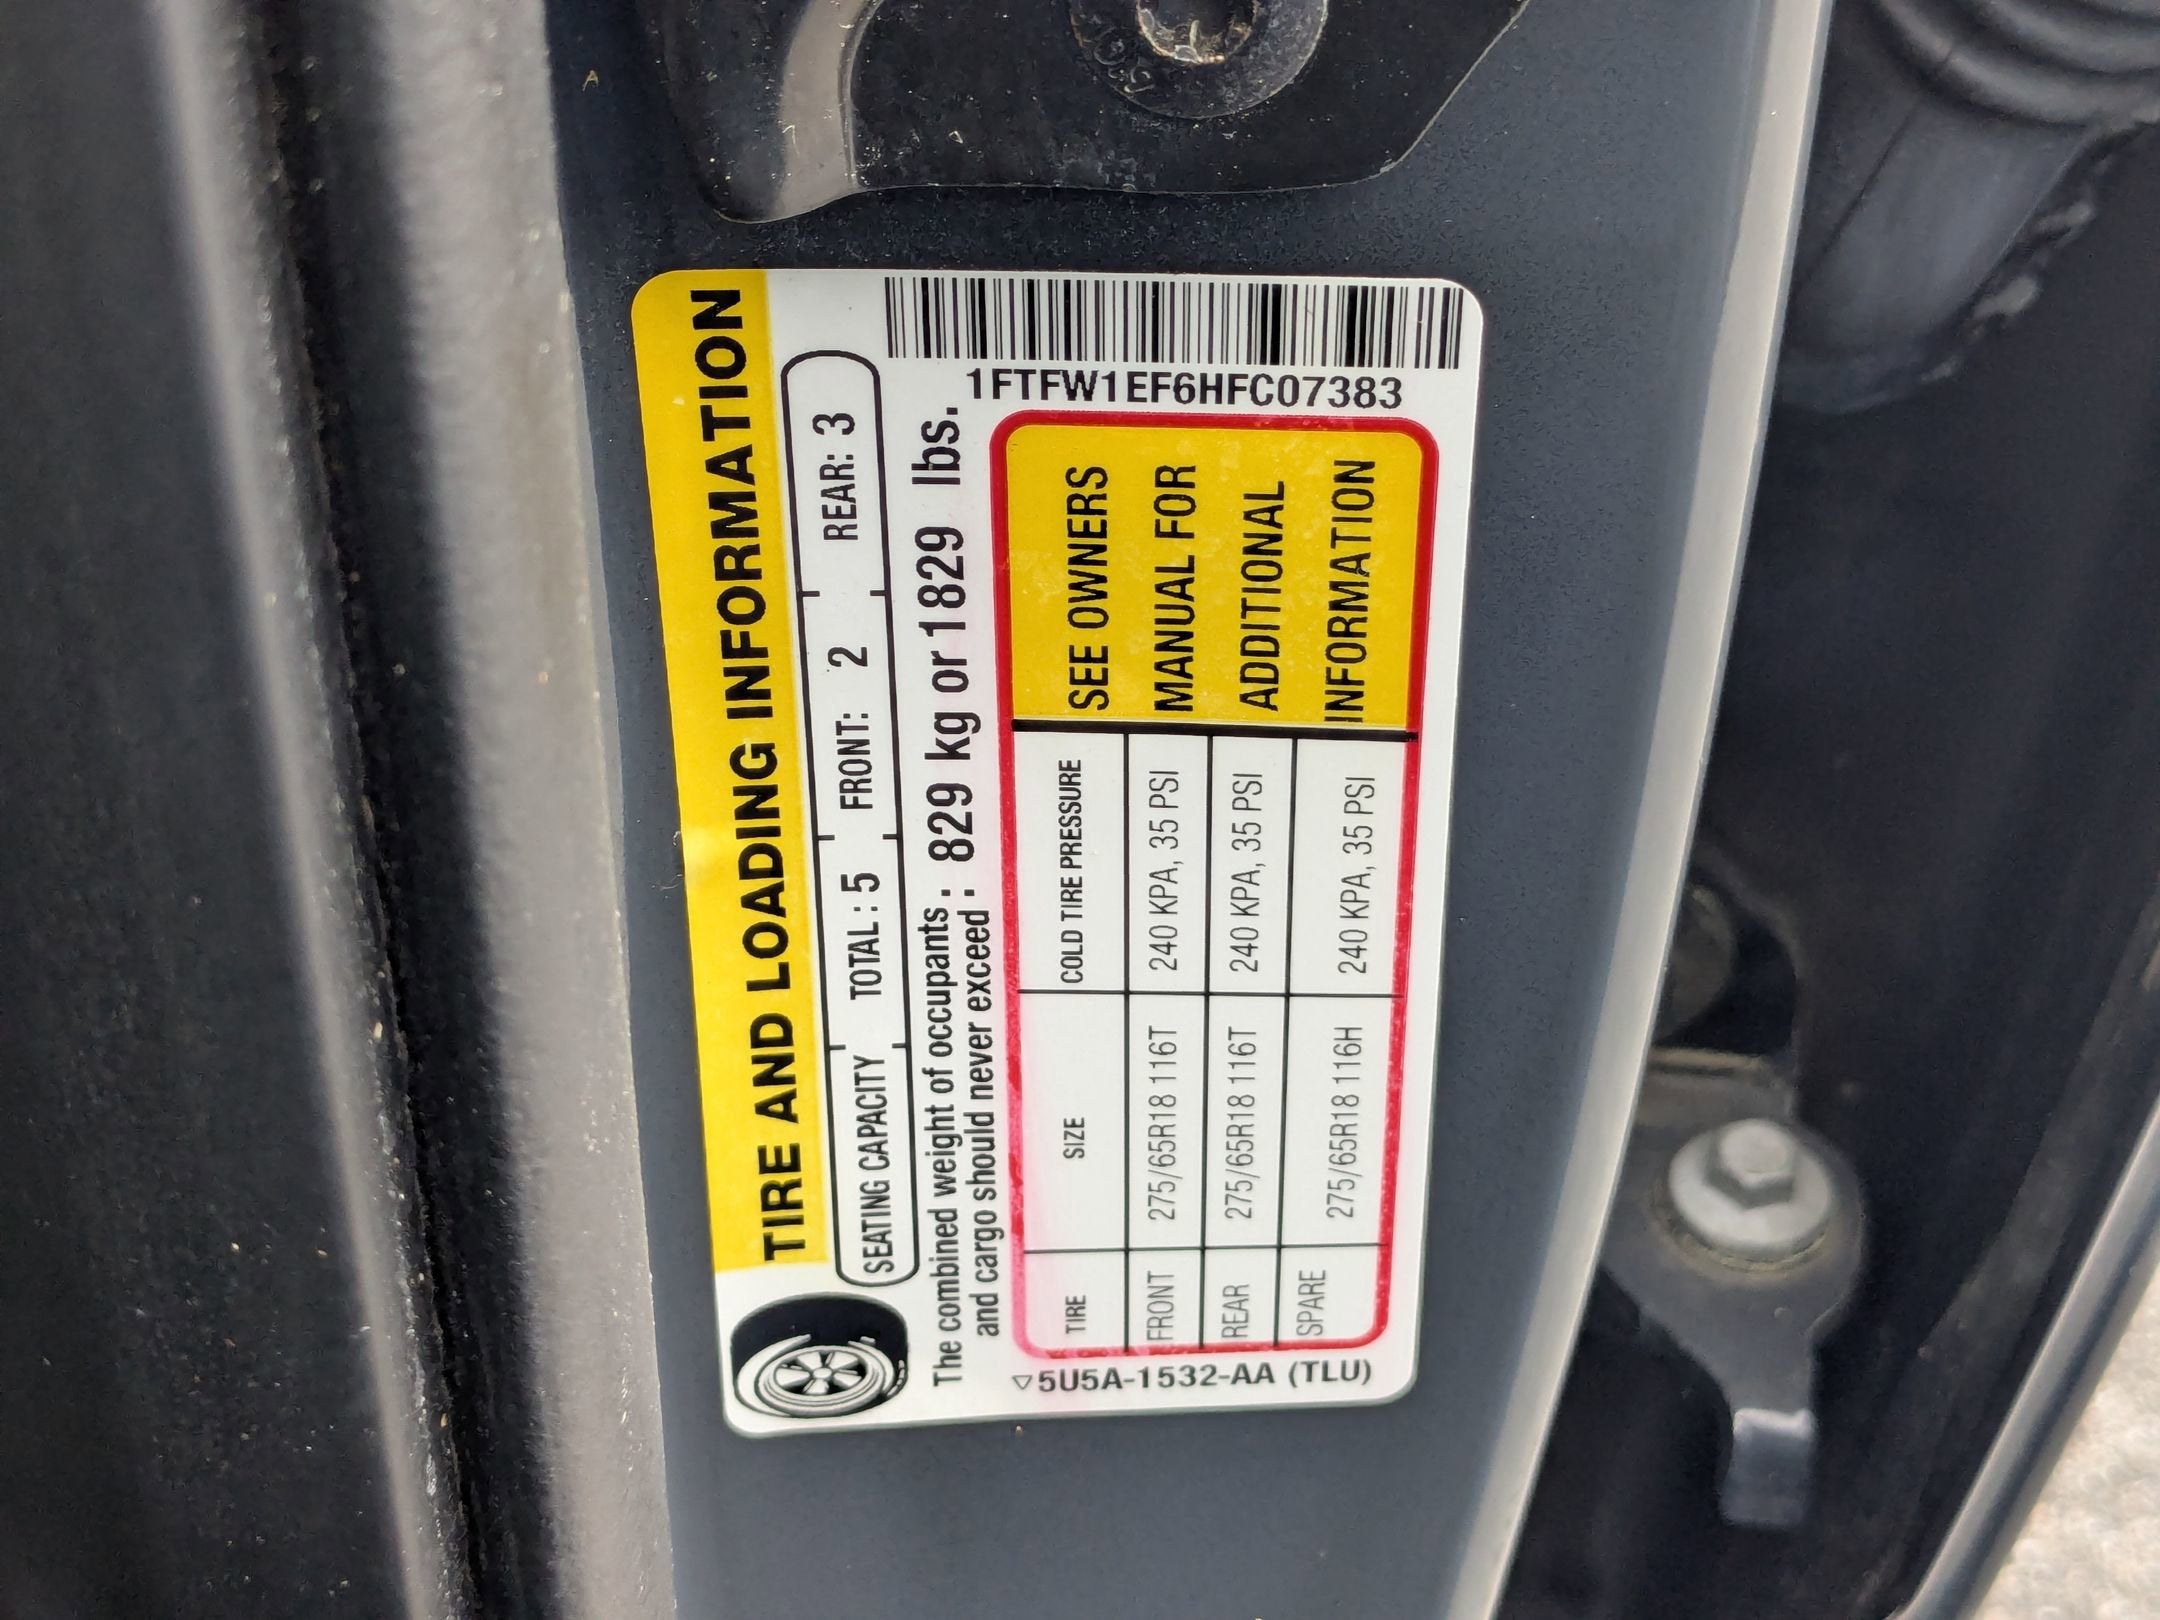 TIRE AND LOADING INFORMATION
SEATING CAPACITY TOTAL : 5 FRONT: 2 REAR: 3
The combined weight of occupants : 829 kg or 1829 lbs.
and cargo should never exceed :
TIRE SIZE COLD TIRE PRESSURE
FRONT 275/65R18 116T 240 KPA, 35 PSI
REAR 275/65R18 116T 240 KPA, 35 PSI
SPARE 275/65R18 116H 240 KPA, 35 PSI
SEE OWNERS
MANUAL FOR
ADDITIONAL
INFORMATION
5U5A-1532-AA (TLU)
1FTFW1EF6HFC07383